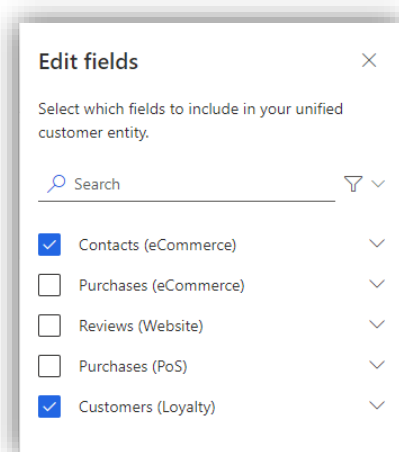 Edit fields
Select which fields to include in your unified
customer entity.
Search
Contacts (eCommerce)
Purchases (eCommerce)
Reviews (Website)
Purchases (PoS)
Customers (Loyalty)